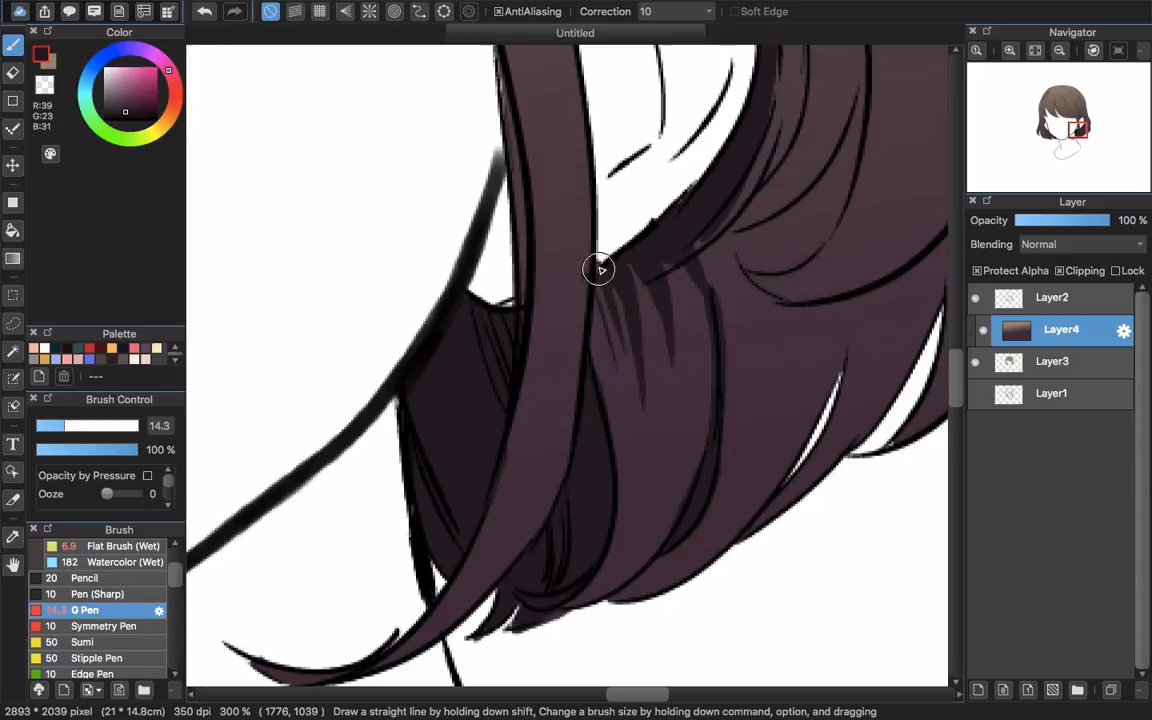 AntiAliasing Correction 10 Soft Edge
Color
Untitled
Navigator
R:39
G:23
B:31
Layer
Opacity 100 %
Blending Normal
Protect Alpha Clipping Lock
Layer2
Layer4
Layer3
Layer1
Palette
---
Brush Control
14.3
100 %
Opacity by Pressure
Ooze 0
Brush
6.9 Flat Brush (Wet)
182 Watercolor (Wet)
20 Pencil
10 Pen (Sharp)
14.3 G Pen
10 Symmetry Pen
50 Sumi
50 Stipple Pen
10 Edge Pen
T
2893 * 2039 pixel (21 * 14.8cm) 350 dpi 300 % ( 1776, 1039 ) Draw a straight line by holding down shift, Change a brush size by holding down command, option, and dragging